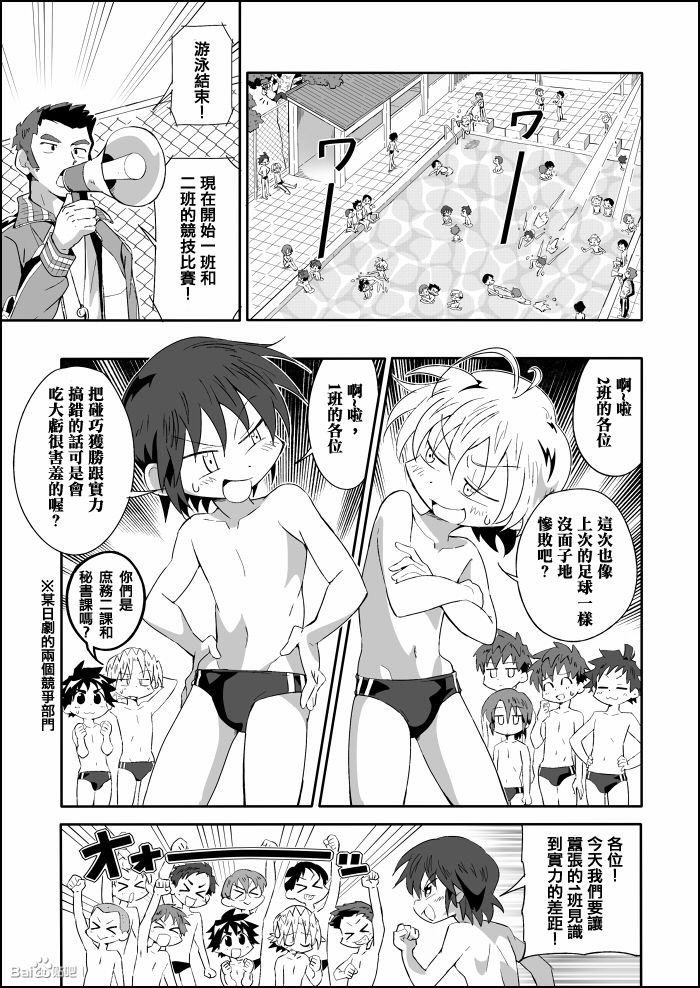 ワー
ワー
游泳結束！
現在開始一班和
二班的競技比賽！
啊~啦
2班的各位
這次也像
上次的足球一樣
沒面子地
慘敗吧？
啊~啦，
1班的各位
把碰巧獲勝跟實力
搞錯的話可是會
吃大虧很害羞的喔？
你們是
庶務二課和
秘書課嗎？
※某日劇的兩個競爭部門
各位！
今天我們要讓
囂張的1班見識
到實力的差距！
オォーッ
Bai du 贴吧